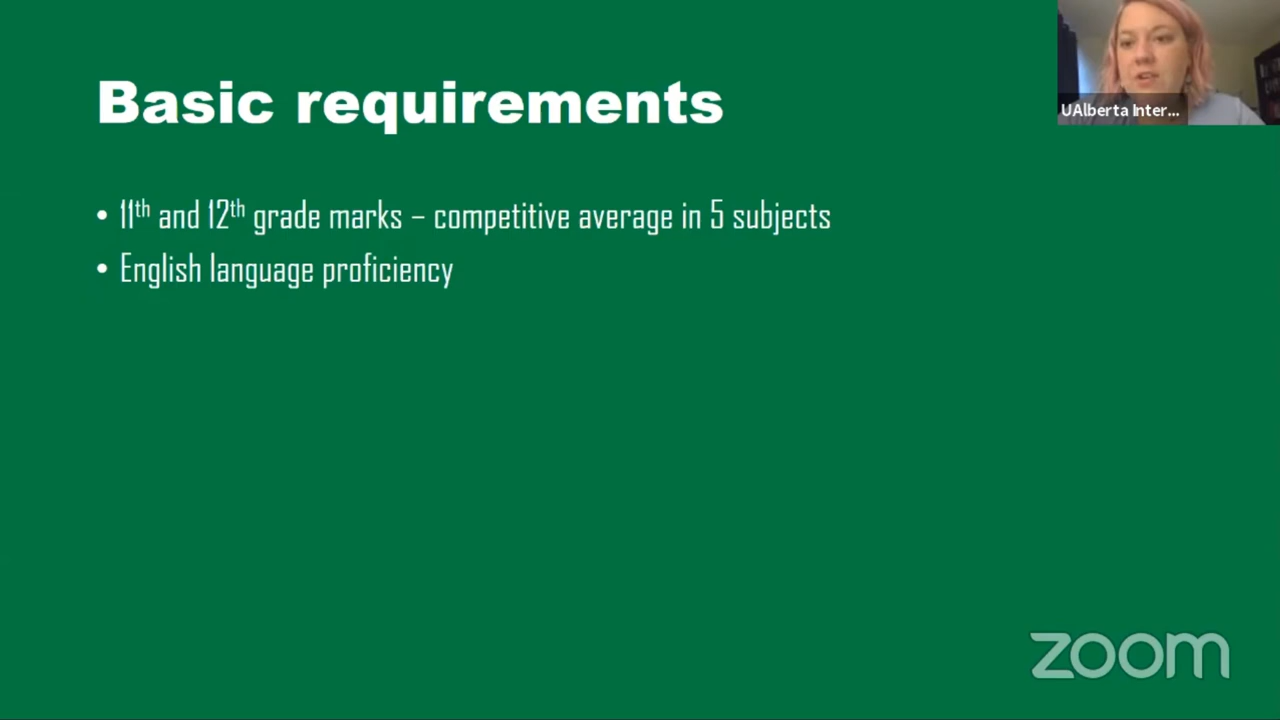 Basic requirements
UAlberta Inter...
• 11th and 12th grade marks – competitive average in 5 subjects
• English language proficiency
zoom